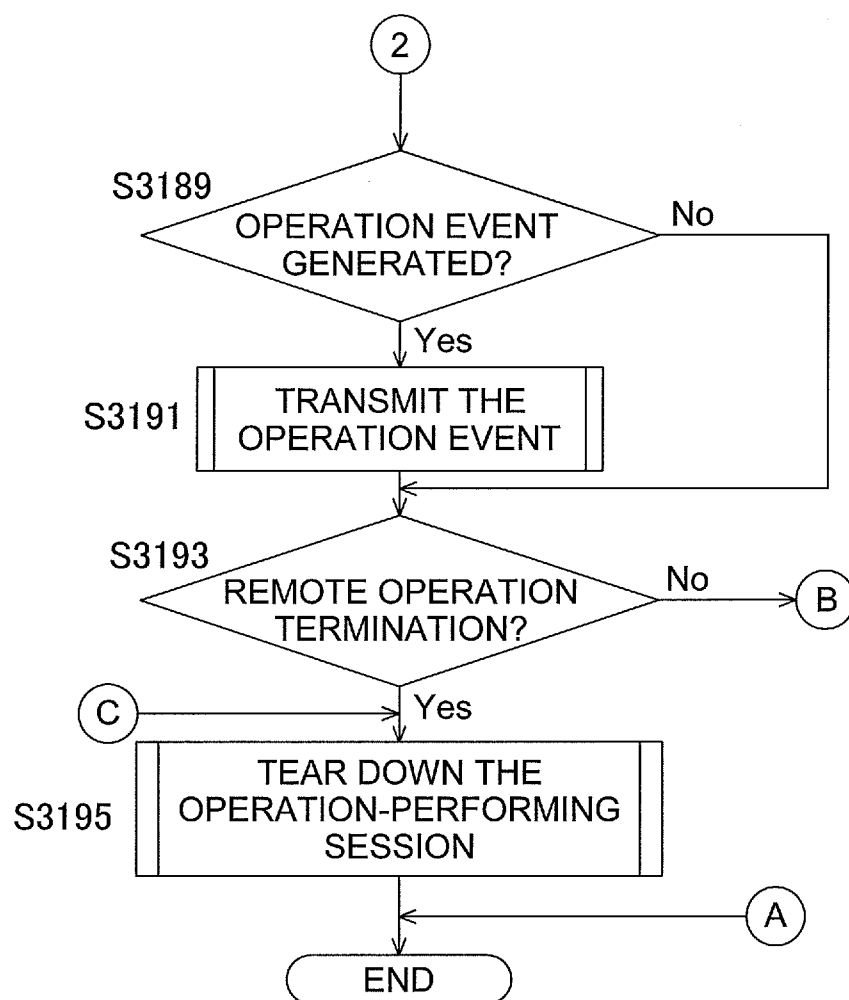 2
S3189
OPERATION EVENT
GENERATED?
No
Yes
S3191
TRANSMIT THE
OPERATION EVENT
S3193
REMOTE OPERATION
TERMINATION?
No
B
Yes
C
S3195
TEAR DOWN THE
OPERATION-PERFORMING
SESSION
A
END